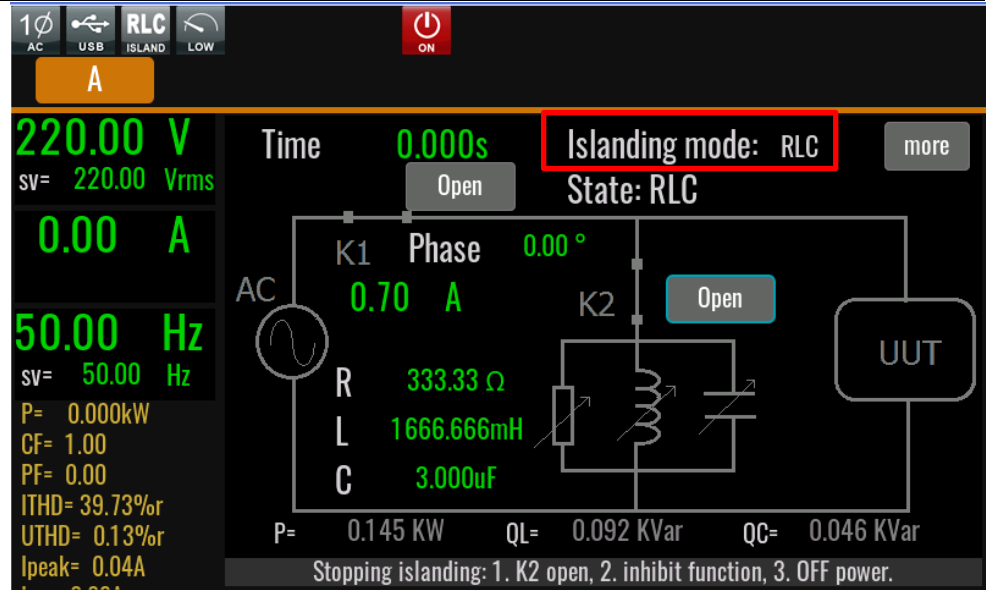 1Ø AC
USB
RLC ISLAND
LOW
ON
A
220.00 V
sv= 220.00 Vrms
0.00 A
50.00 Hz
sv= 50.00 Hz
P= 0.000kW
CF= 1.00
PF= 0.00
ITHD= 39.73%r
UTHD= 0.13%r
Ipeak= 0.04A
Time 0.000s
Islanding mode: RLC
more
Open
State: RLC
K1
Phase 0.00 °
AC
0.70 A
K2
Open
UUT
R 333.33 Ω
L 1666.666mH
C 3.000uF
P= 0.145 KW QL= 0.092 KVar QC= 0.046 KVar
Stopping islanding: 1. K2 open, 2. inhibit function, 3. OFF power.